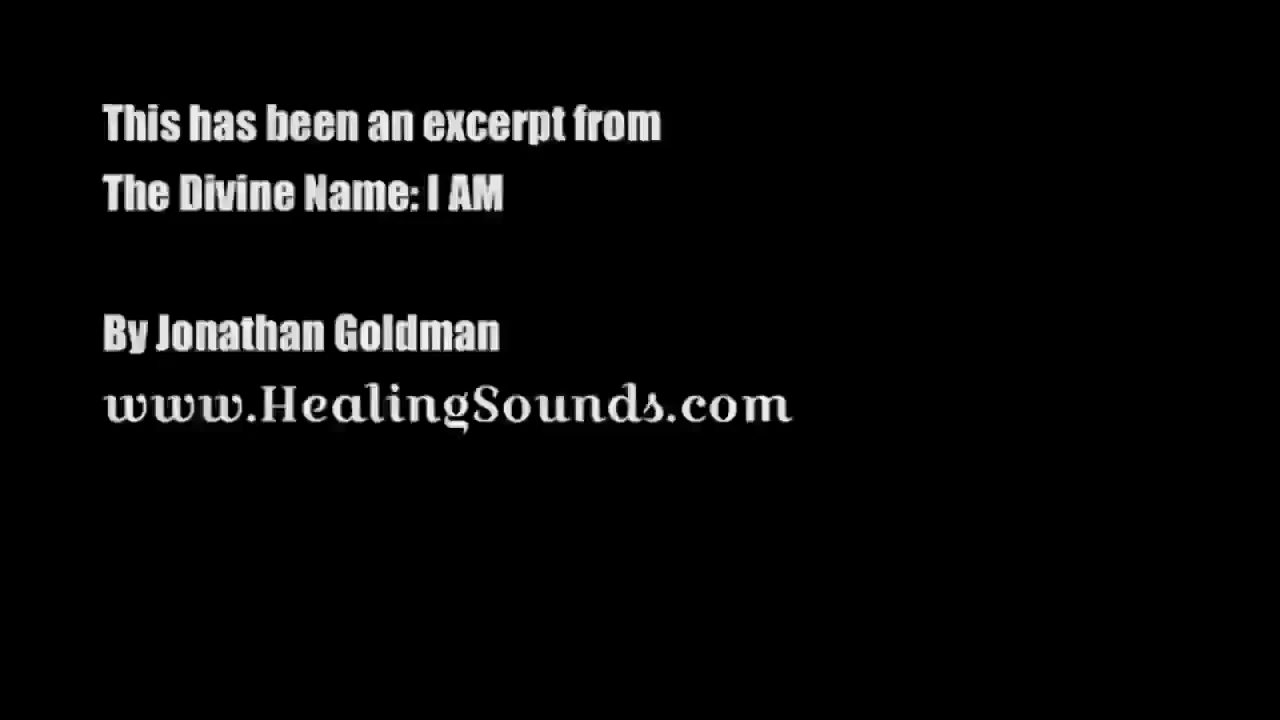 This has been an excerpt from
The Divine Name: I AM
By Jonathan Goldman
www.HealingSounds.com